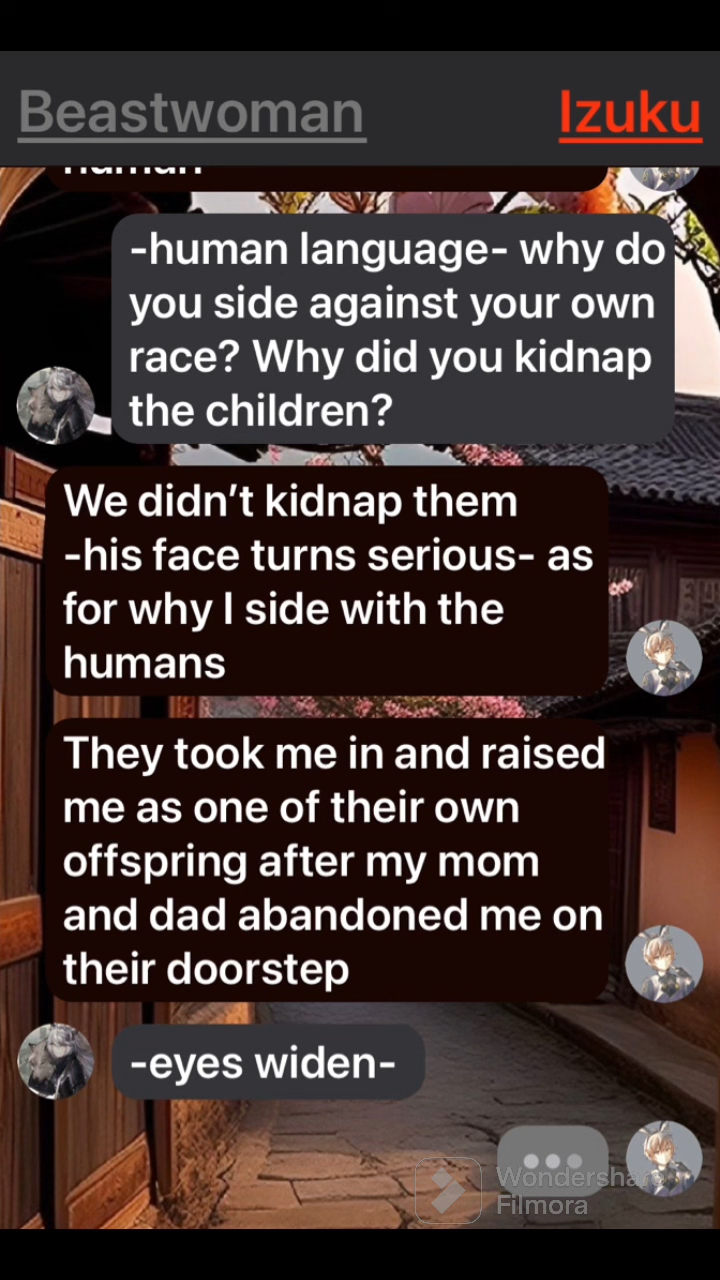 Beastwoman
Izuku
human
-human language- why do
you side against your own
race? Why did you kidnap
the children?
We didn’t kidnap them
-his face turns serious- as
for why I side with the
humans
They took me in and raised
me as one of their own
offspring after my mom
and dad abandoned me on
their doorstep
-eyes widen-
Wondershare
Filmora